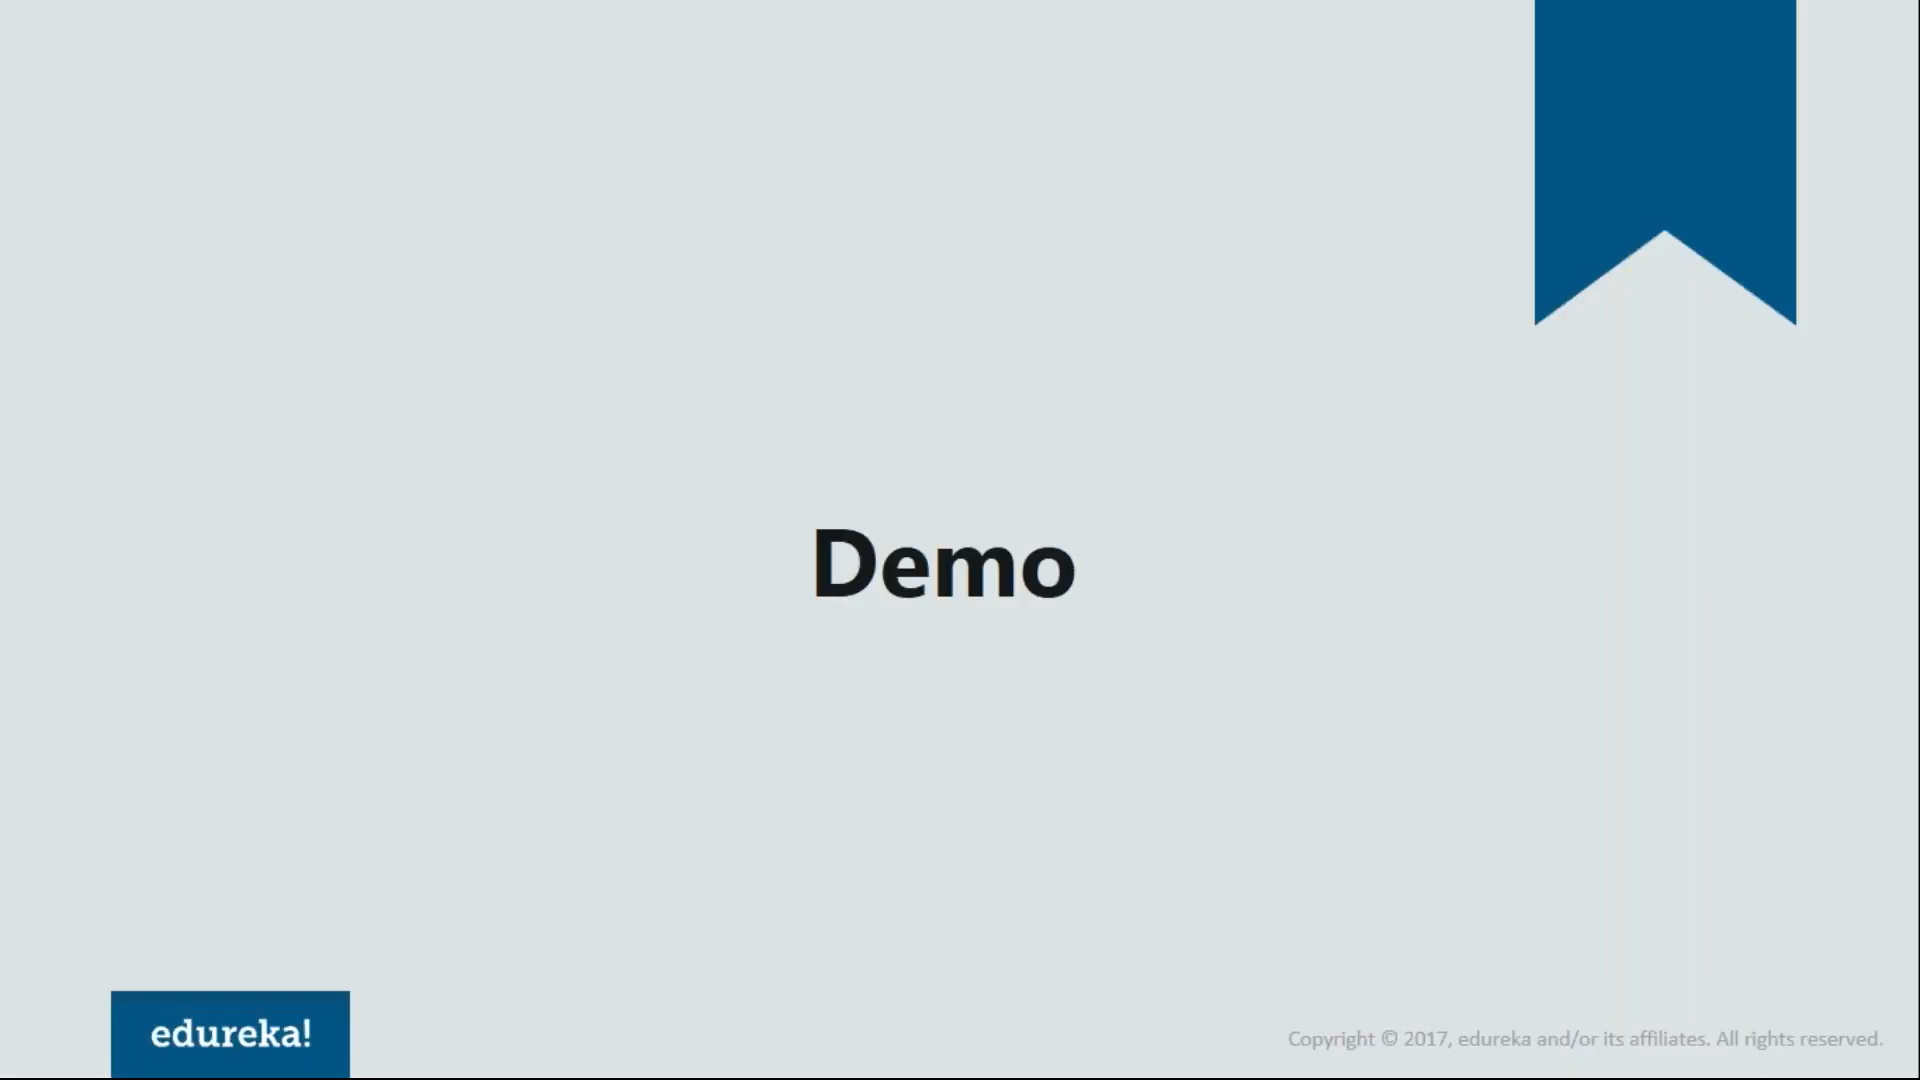 Demo
edureka!
Copyright © 2017, edureka and/or its affiliates. All rights reserved.